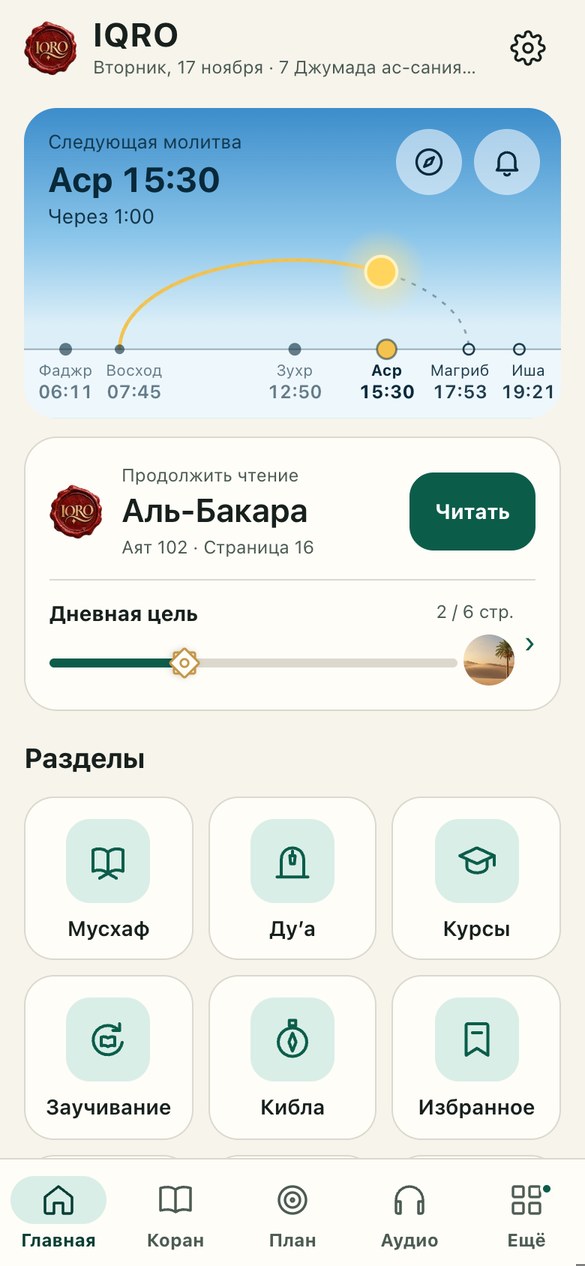 IQRO
IQRO
Вторник, 17 ноября · 7 Джумада ас-сания...
Следующая молитва
Аср 15:30
Через 1:00
Фаджр Восход Зухр Аср Магриб Иша
06:11 07:45 12:50 15:30 17:53 19:21
Продолжить чтение
IQRO
Аль-Бакара
Читать
Аят 102 · Страница 16
Дневная цель
2 / 6 стр.
Разделы
Мусхаф Ду’а Курсы
Заучивание Кибла Избранное
Главная Коран План Аудио Ещё